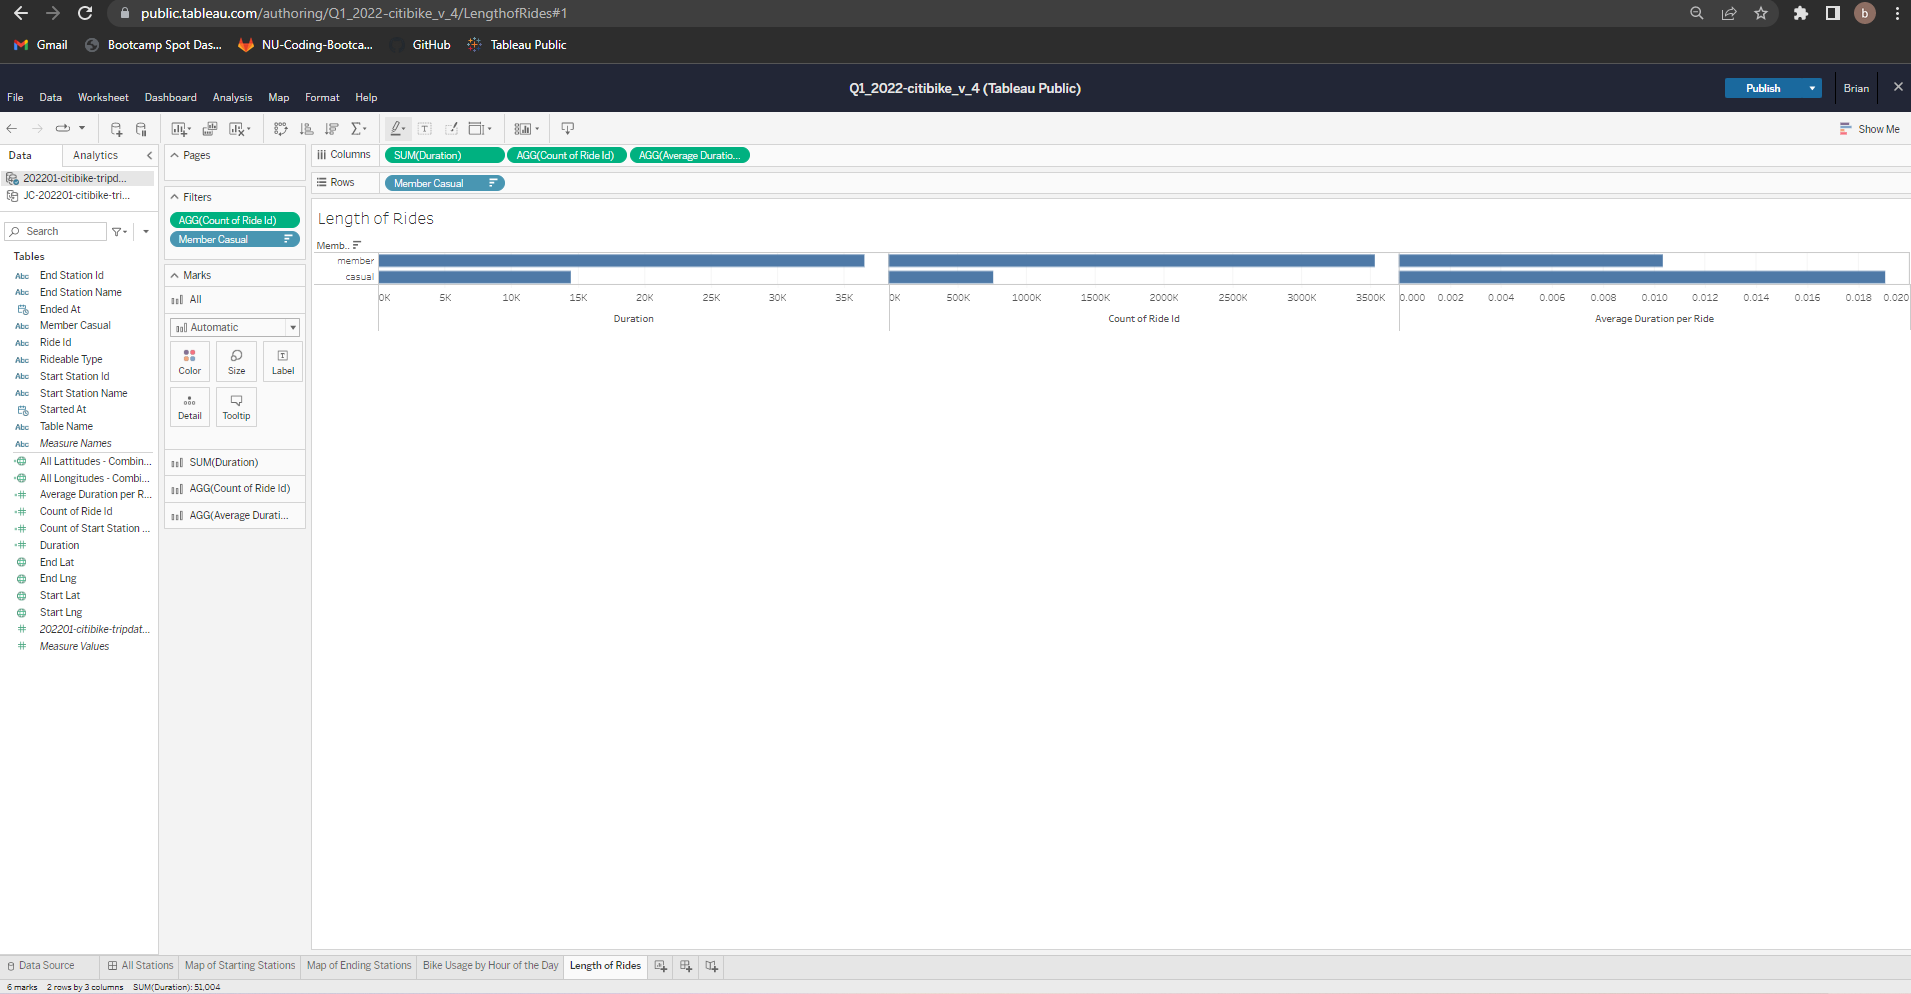 public.tableau.com/authoring/Q1_2022-citibike_v_4/LengthofRides#1
b
Gmail
Bootcamp Spot Das...
NU-Coding-Bootca...
GitHub
Tableau Public
Q1_2022-citibike_v_4 (Tableau Public)
Publish
Brian
File Data Worksheet Dashboard Analysis Map Format Help
Show Me
Data
Analytics
202201-citibike-tripd...
JC-202201-citibike-tri...
Search
Tables
Abc End Station Id
Abc End Station Name
Ended At
Abc Member Casual
Abc Ride Id
Abc Rideable Type
Abc Start Station Id
Abc Start Station Name
Started At
Abc Table Name
Abc Measure Names
All Lattitudes - Combin...
All Longitudes - Combi...
=# Average Duration per R...
=# Count of Ride Id
=# Count of Start Station ...
=# Duration
End Lat
End Lng
Start Lat
Start Lng
# 202201-citibike-tripdat...
# Measure Values
Pages
Filters
AGG(Count of Ride Id)
Member Casual
Marks
All
Automatic
Color
Size
T
Label
Detail
Tooltip
SUM(Duration)
AGG(Count of Ride Id)
AGG(Average Durati...
Columns
SUM(Duration)
AGG(Count of Ride Id)
AGG(Average Duratio...
Rows
Member Casual
Length of Rides
Memb..
member
casual
0K 5K 10K 15K 20K 25K 30K 35K
Duration
0K 500K 1000K 1500K 2000K 2500K 3000K 3500K
Count of Ride Id
0.000 0.002 0.004 0.006 0.008 0.010 0.012 0.014 0.016 0.018 0.020
Average Duration per Ride
Data Source
All Stations
Map of Starting Stations
Map of Ending Stations
Bike Usage by Hour of the Day
Length of Rides
6 marks 2 rows by 3 columns SUM(Duration): 51,004